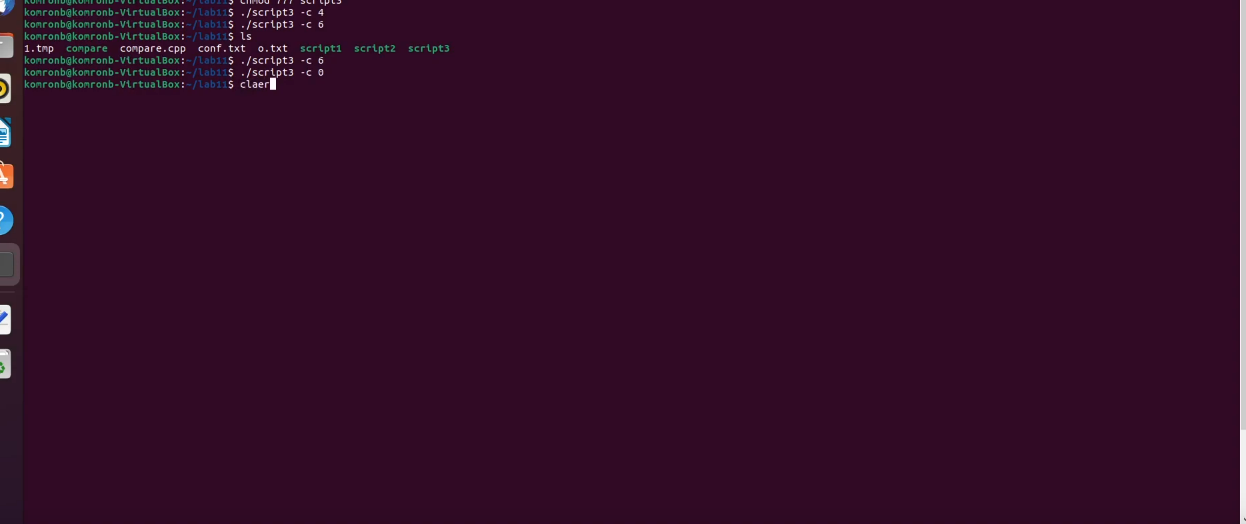 komronb@komronb-VirtualBox:~/lab11$ chmod 777 script3
komronb@komronb-VirtualBox:~/lab11$ ./script3 -c 4
komronb@komronb-VirtualBox:~/lab11$ ./script3 -c 6
komronb@komronb-VirtualBox:~/lab11$ ls
1.tmp compare compare.cpp conf.txt o.txt script1 script2 script3
komronb@komronb-VirtualBox:~/lab11$ ./script3 -c 6
komronb@komronb-VirtualBox:~/lab11$ ./script3 -c 0
komronb@komronb-VirtualBox:~/lab11$ claer